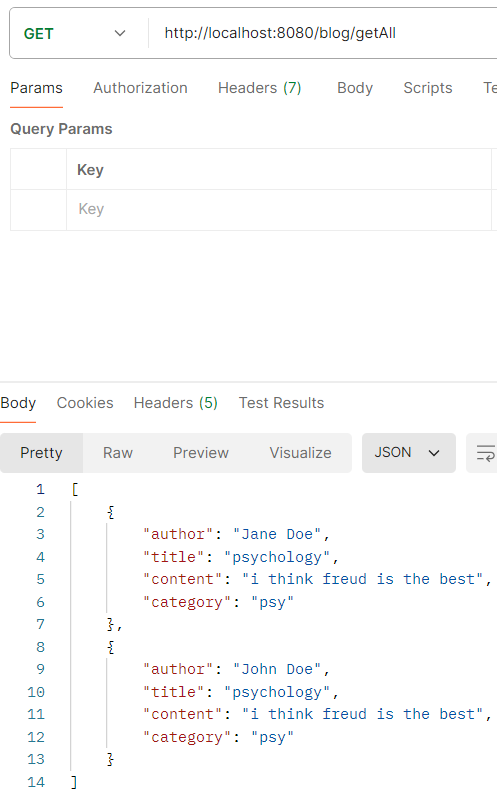 GET http://localhost:8080/blog/getAll
Params Authorization Headers (7) Body Scripts Te
Query Params
Key
Key
Body Cookies Headers (5) Test Results
Pretty Raw Preview Visualize JSON
1 [
2 {
3 "author": "Jane Doe",
4 "title": "psychology",
5 "content": "i think freud is the best",
6 "category": "psy"
7 },
8 {
9 "author": "John Doe",
10 "title": "psychology",
11 "content": "i think freud is the best",
12 "category": "psy"
13 }
14 ]